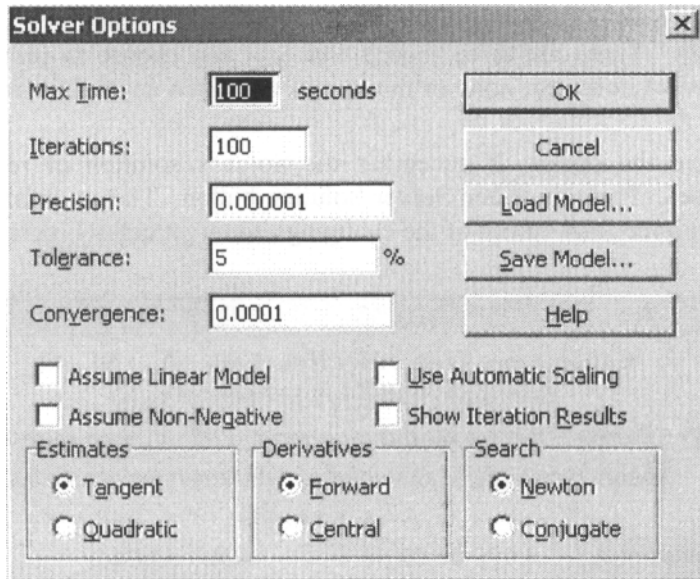 Solver Options
Max Time: 100 seconds
OK
Iterations: 100
Cancel
Precision: 0.000001
Load Model...
Tolerance: 5 %
Save Model...
Convergence: 0.0001
Help
Assume Linear Model
Use Automatic Scaling
Assume Non-Negative
Show Iteration Results
Estimates
Derivatives
Search
Tangent
Forward
Newton
Quadratic
Central
Conjugate